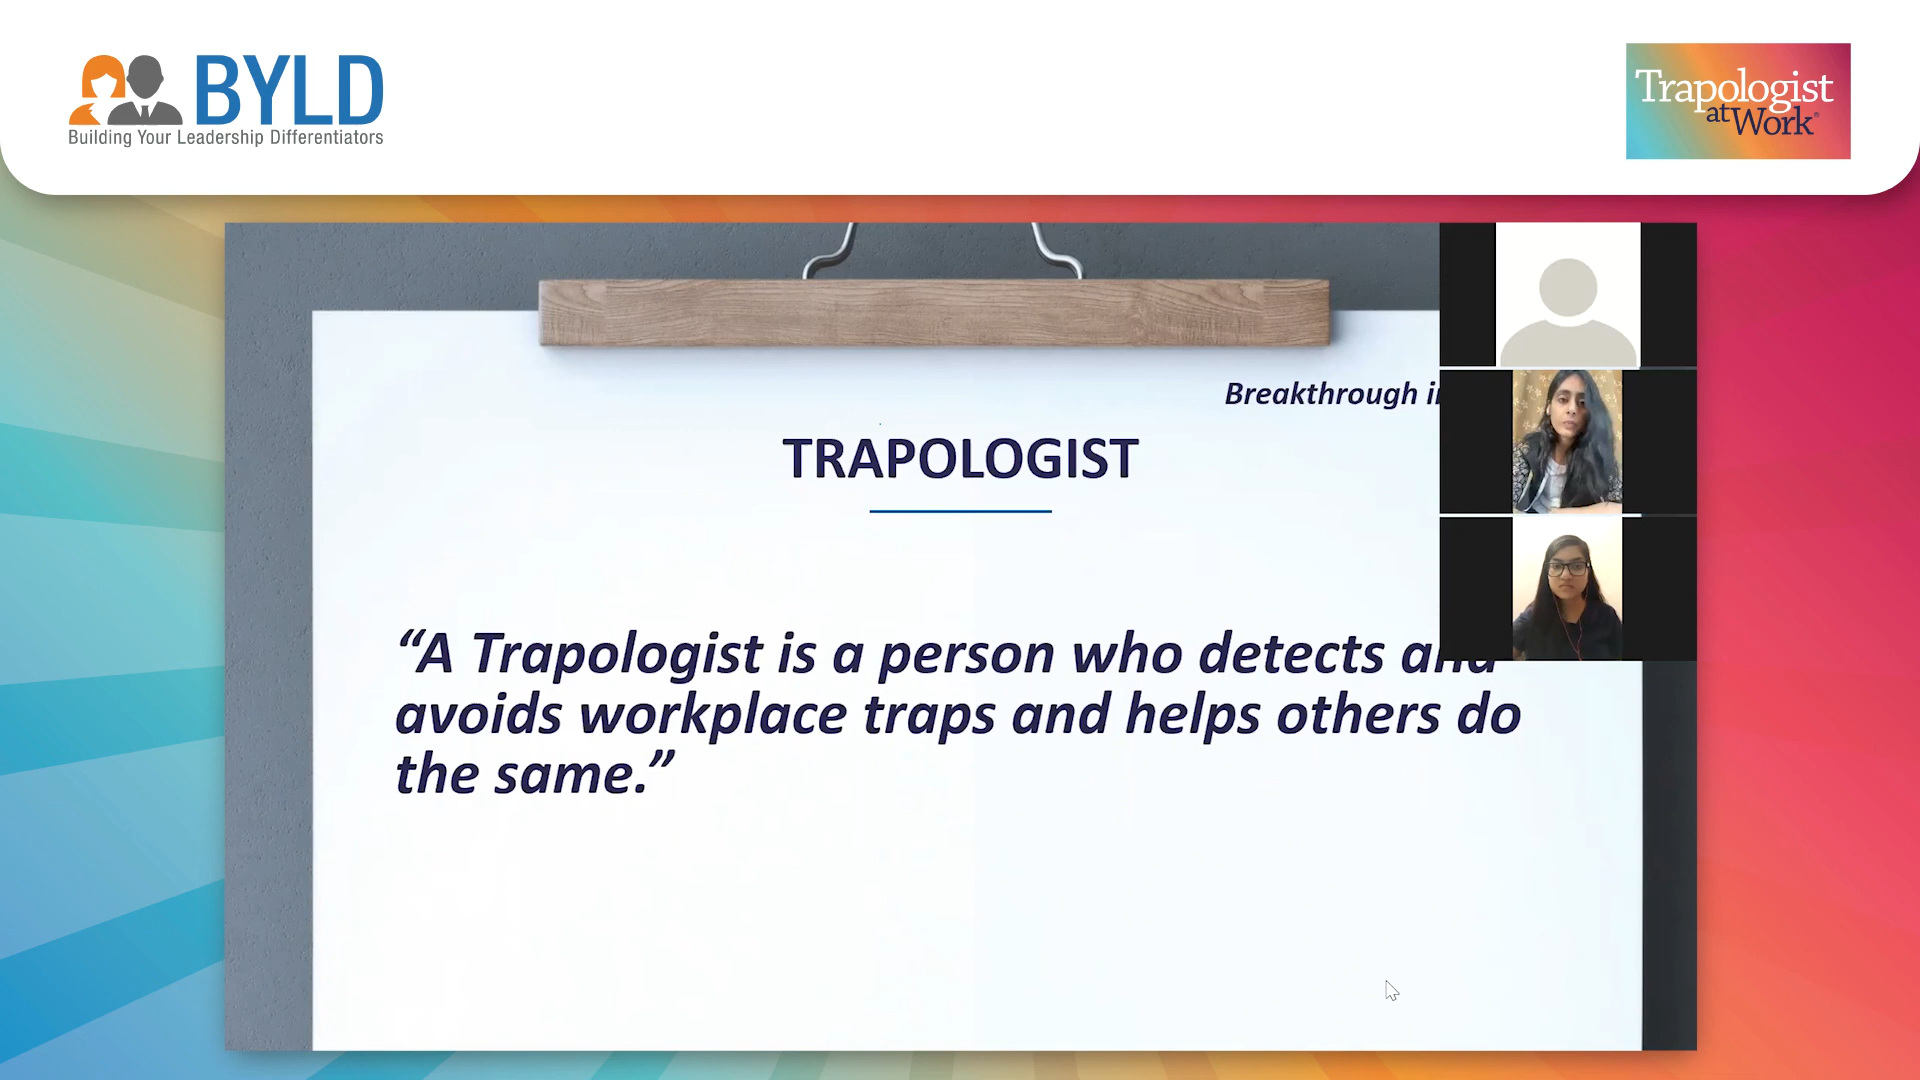 BYLD
Building Your Leadership Differentiators
Trapologist
at Work®
Breakthrough
TRAPOLOGIST
“A Trapologist is a person who detects and
avoids workplace traps and helps others do
the same.”